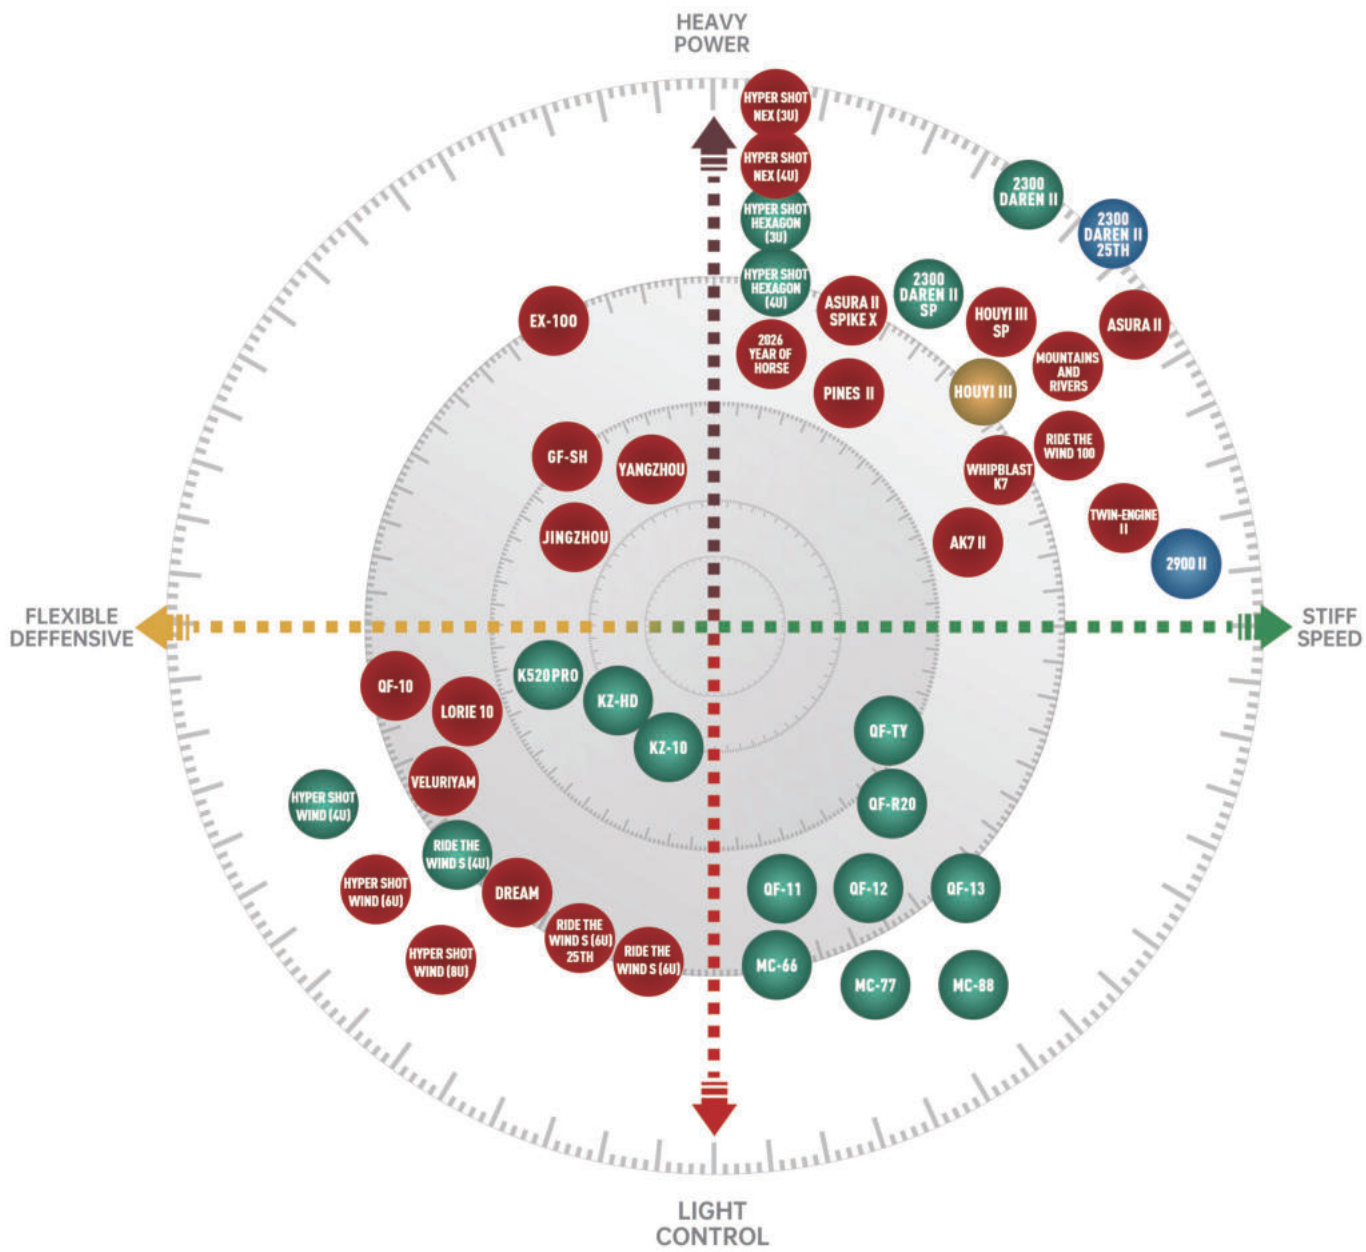 HEAVY
POWER
HYPER SHOT
NEX (3U)
HYPER SHOT
NEX (4U)
HYPER SHOT
HEXAGON
(3U)
HYPER SHOT
HEXAGON
(4U)
2300
DAREN II
2300
DAREN II
25TH
2300
DAREN II
SP
ASURA II
SPIKE X
HOUYI III
SP
ASURA II
EX-100
2026
YEAR OF
HORSE
MOUNTAINS
AND
RIVERS
PINES II
HOUYI III
RIDE THE
WIND 100
GF-SH
YANGZHOU
WHIPBLAST
K7
TWIN-ENGINE
II
JINGZHOU
AK7 II
2900 II
FLEXIBLE
DEFFENSIVE
STIFF
SPEED
QF-10
K520 PRO
KZ-HD
LORIE 10
KZ-10
QF-TY
VELURIYAM
HYPER SHOT
WIND (4U)
QF-R20
RIDE THE
WIND S (4U)
HYPER SHOT
WIND (6U)
DREAM
QF-11
QF-12
QF-13
RIDE THE
WIND S (6U)
25TH
HYPER SHOT
WIND (8U)
RIDE THE
WIND S (6U)
MC-66
MC-77
MC-88
LIGHT
CONTROL